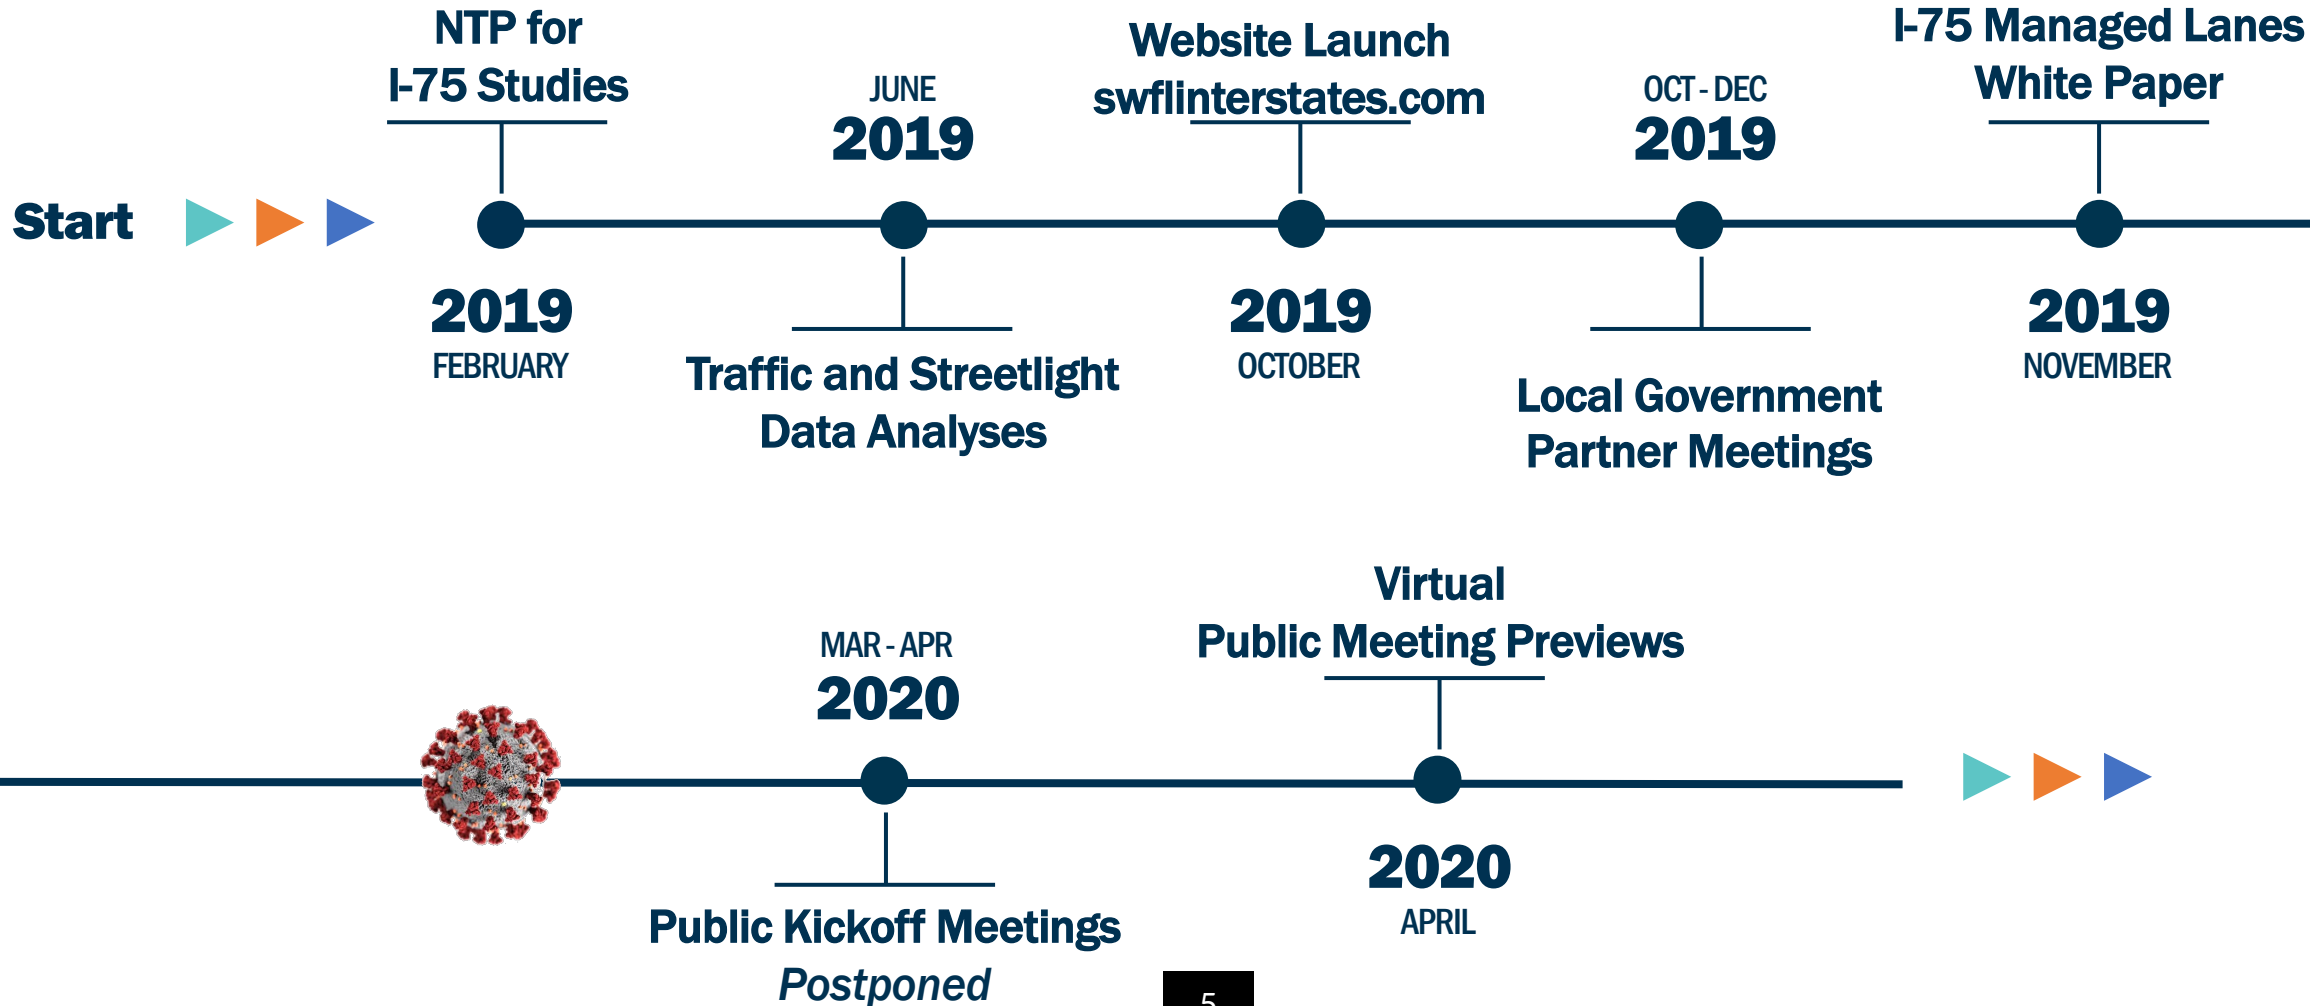 Start
NTP for
I-75 Studies
2019
FEBRUARY
JUNE
2019
Traffic and Streetlight
Data Analyses
Website Launch
swflinterstates.com
2019
OCTOBER
OCT - DEC
2019
Local Government
Partner Meetings
I-75 Managed Lanes
White Paper
2019
NOVEMBER
MAR - APR
2020
Public Kickoff Meetings
Postponed
Virtual
Public Meeting Previews
2020
APRIL
5